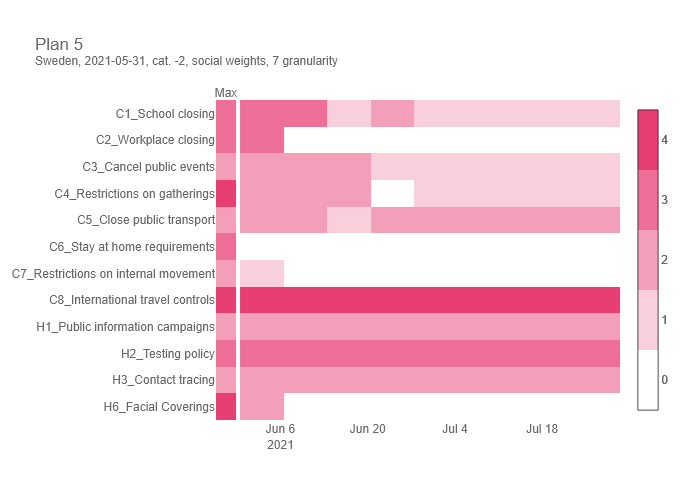 Plan 5
Sweden, 2021-05-31, cat. -2, social weights, 7 granularity
Max
C1_School closing
C2_Workplace closing
C3_Cancel public events
C4_Restrictions on gatherings
C5_Close public transport
C6_Stay at home requirements
C7_Restrictions on internal movement
C8_International travel controls
H1_Public information campaigns
H2_Testing policy
H3_Contact tracing
H6_Facial Coverings
Jun 6 Jun 20 Jul 4 Jul 18
2021
4
3
2
1
0